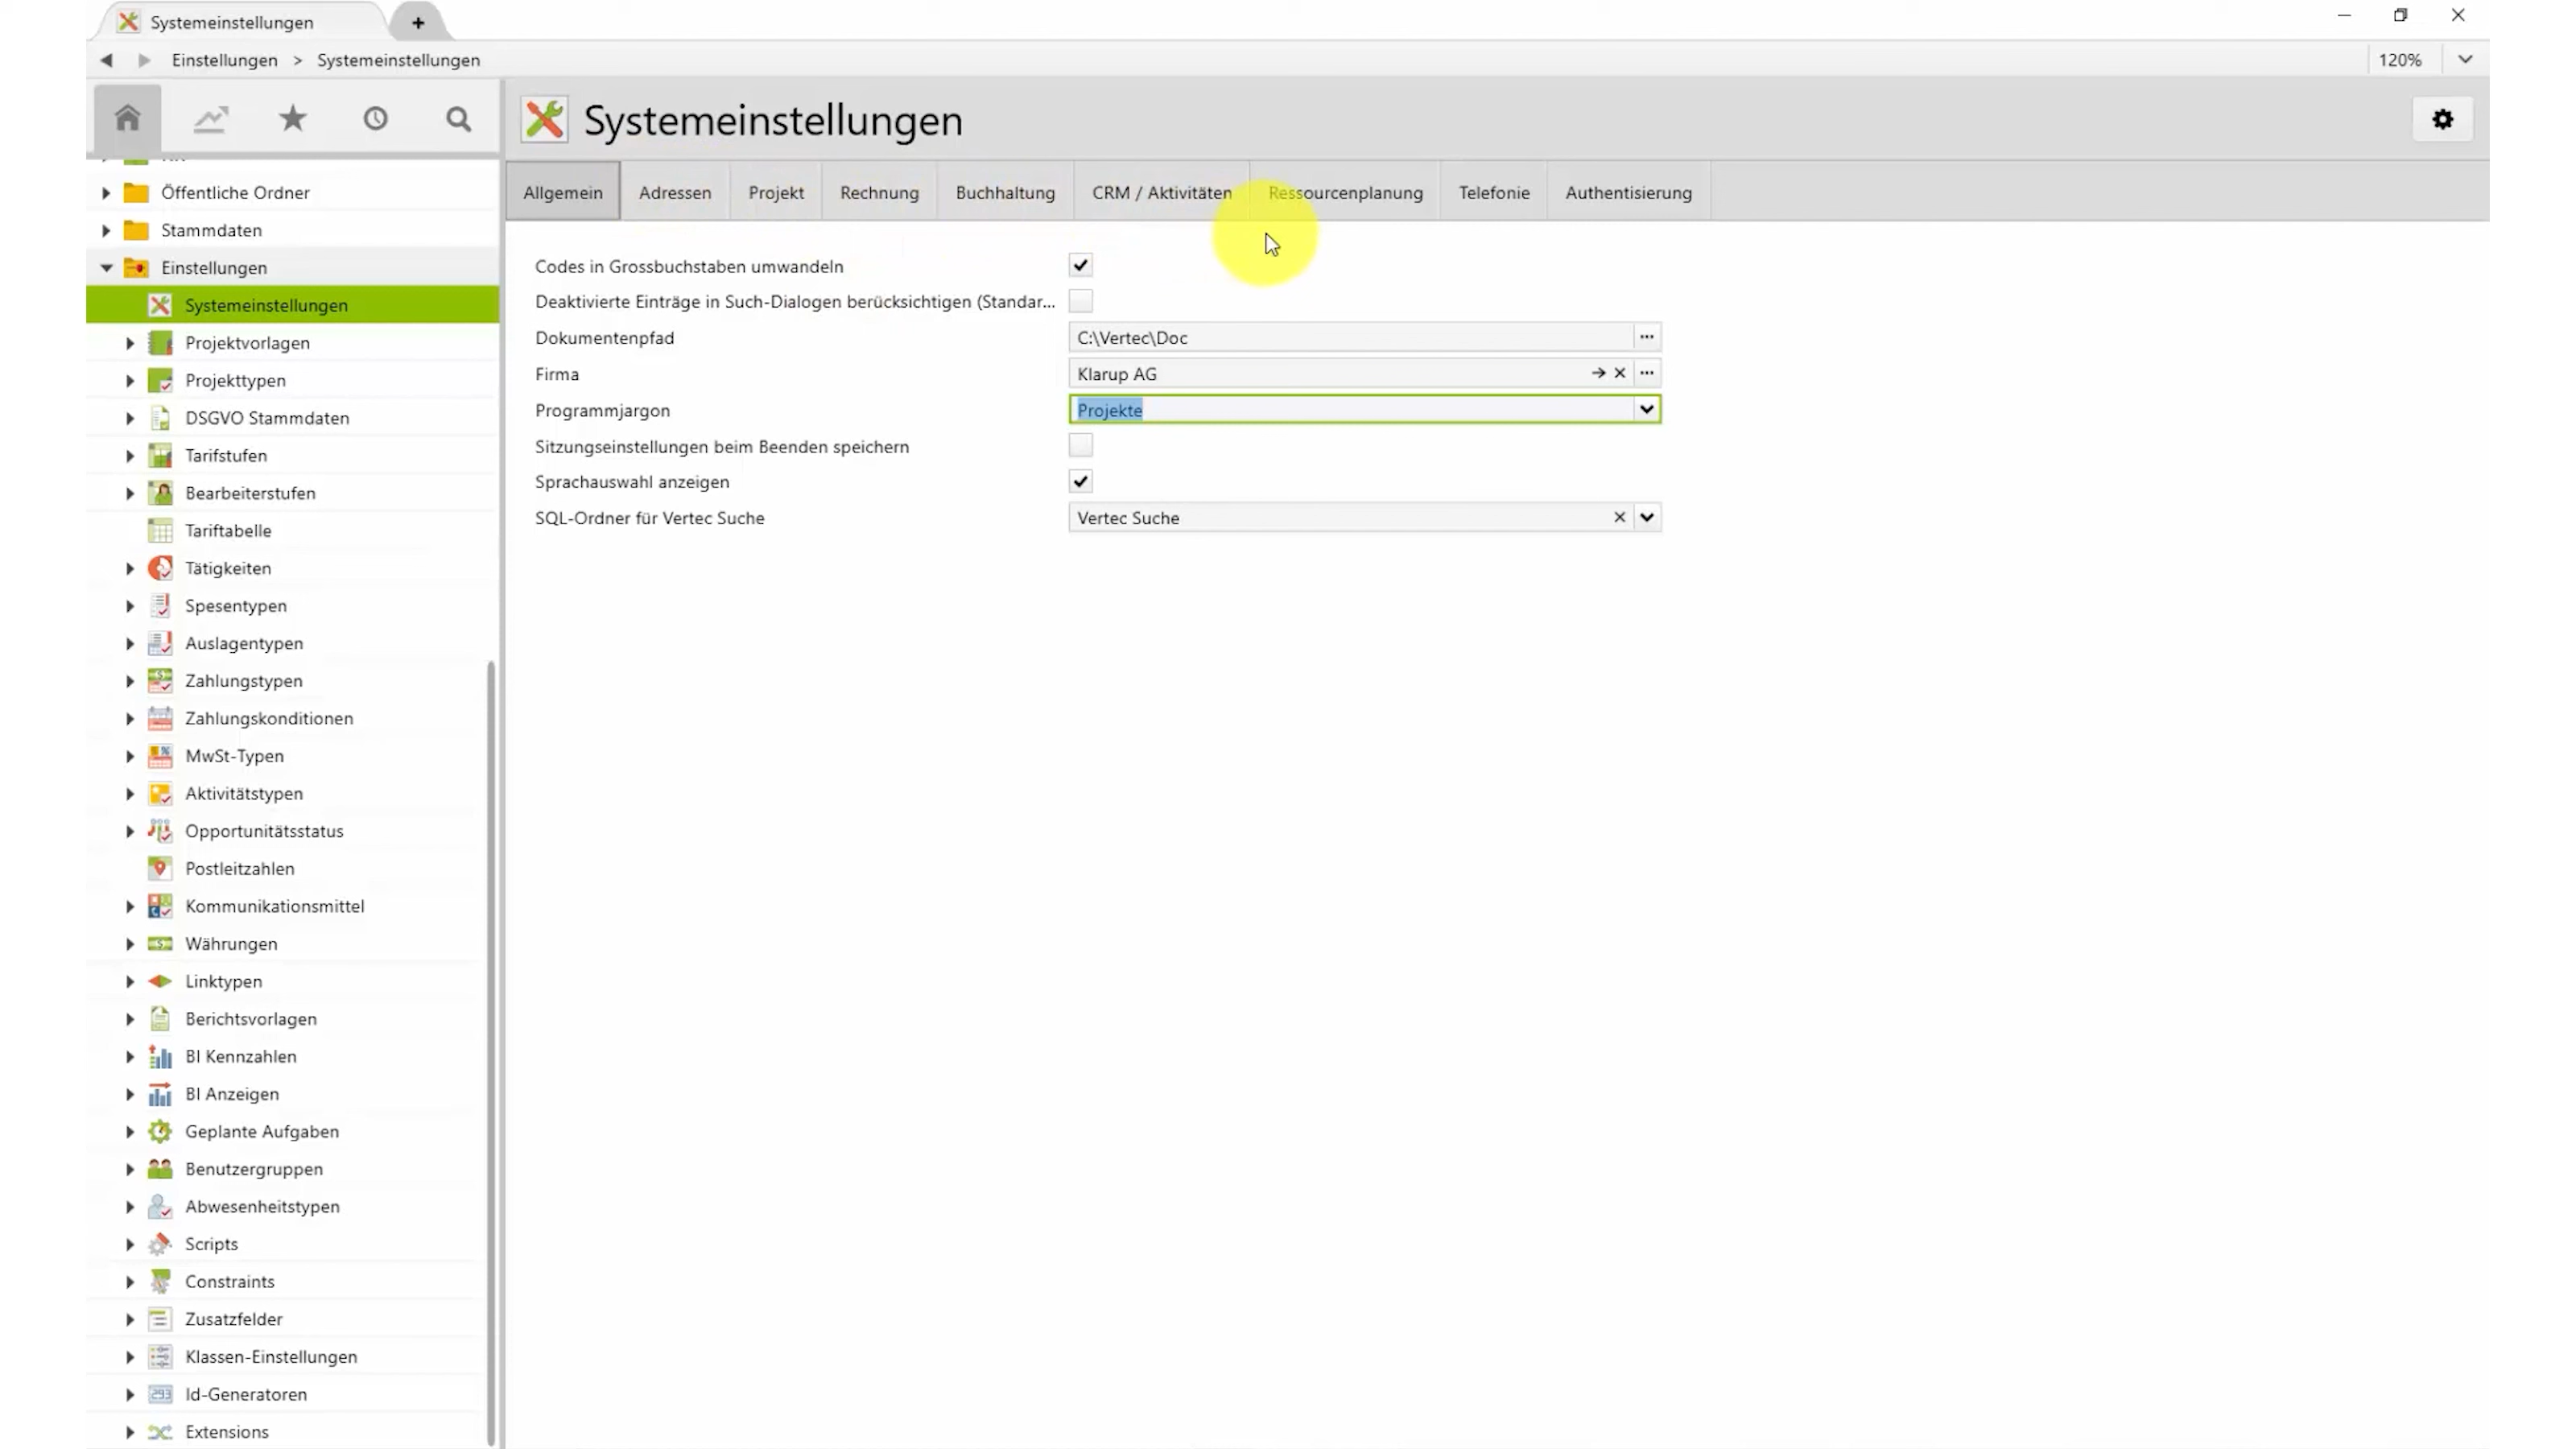 Systemeinstellungen
+
Einstellungen > Systemeinstellungen
120%
Systemeinstellungen
Allgemein Adressen Projekt Rechnung Buchhaltung CRM / Aktivitäten Ressourcenplanung Telefonie Authentisierung
Öffentliche Ordner
Stammdaten
Einstellungen
Systemeinstellungen
Projektvorlagen
Projekttypen
DSGVO Stammdaten
Tarifstufen
Bearbeiterstufen
Tariftabelle
Tätigkeiten
Spesentypen
Auslagentypen
Zahlungstypen
Zahlungskonditionen
MwSt-Typen
Aktivitätstypen
Opportunitätsstatus
Postleitzahlen
Kommunikationsmittel
Währungen
Linktypen
Berichtsvorlagen
BI Kennzahlen
BI Anzeigen
Geplante Aufgaben
Benutzergruppen
Abwesenheitstypen
Scripts
Constraints
Zusatzfelder
Klassen-Einstellungen
Id-Generatoren
Extensions
Codes in Grossbuchstaben umwandeln
Deaktivierte Einträge in Such-Dialogen berücksichtigen (Standar...
Dokumentenpfad C:\Vertec\Doc ...
Firma Klarup AG ...
Programmjargon Projekte
Sitzungseinstellungen beim Beenden speichern
Sprachauswahl anzeigen
SQL-Ordner für Vertec Suche Vertec Suche